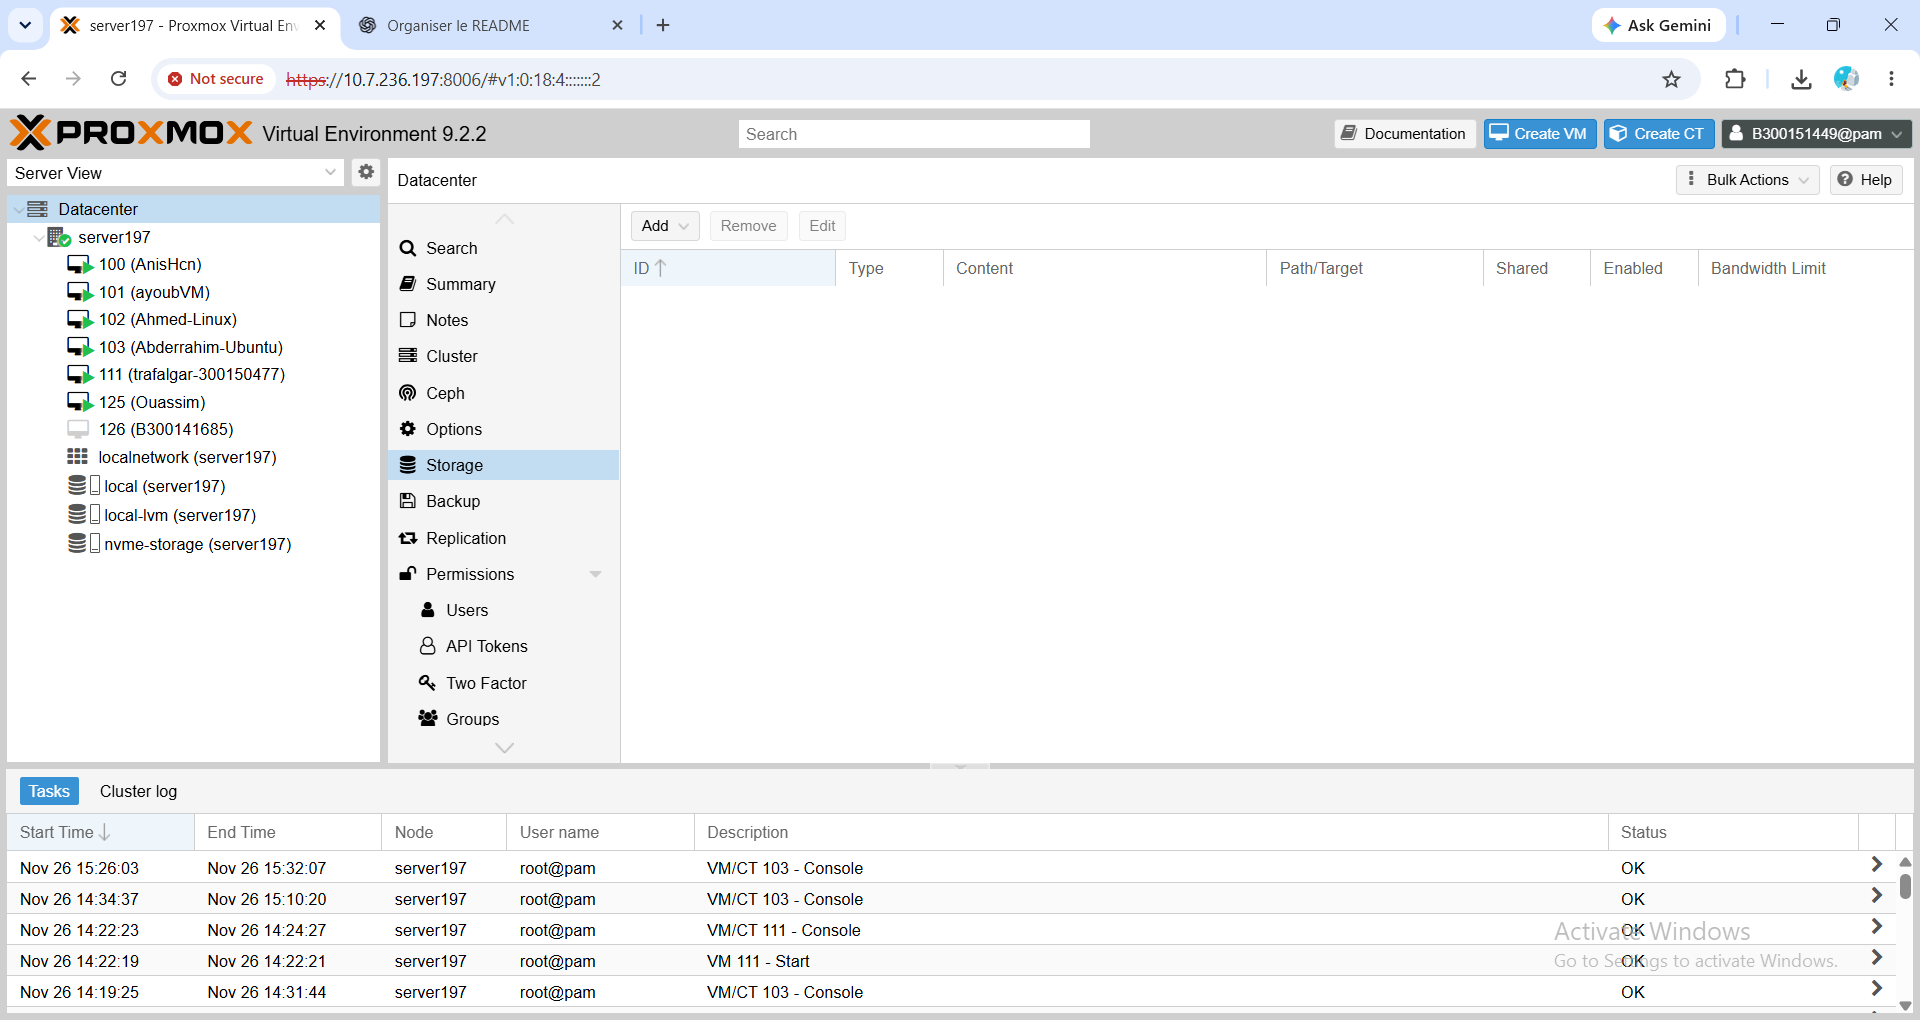 server197 - Proxmox Virtual Env
Organiser le README
Ask Gemini
Not secure
https://10.7.236.197:8006/#v1:0:18:4:::::::2
PROXMOX Virtual Environment 9.2.2
Search
Documentation
Create VM
Create CT
B300151449@pam
Server View
Datacenter
server197
100 (AnisHcn)
101 (ayoubVM)
102 (Ahmed-Linux)
103 (Abderrahim-Ubuntu)
111 (trafalgar-300150477)
125 (Ouassim)
126 (B300141685)
localnetwork (server197)
local (server197)
local-lvm (server197)
nvme-storage (server197)
Datacenter
Bulk Actions
Help
Search
Summary
Notes
Cluster
Ceph
Options
Storage
Backup
Replication
Permissions
Users
API Tokens
Two Factor
Groups
Add
Remove
Edit
ID Type Content Path/Target Shared Enabled Bandwidth Limit
Tasks
Cluster log
Start Time End Time Node User name Description Status
Nov 26 15:26:03 Nov 26 15:32:07 server197 root@pam VM/CT 103 - Console OK
Nov 26 14:34:37 Nov 26 15:10:20 server197 root@pam VM/CT 103 - Console OK
Nov 26 14:22:23 Nov 26 14:24:27 server197 root@pam VM/CT 111 - Console OK
Nov 26 14:22:19 Nov 26 14:22:21 server197 root@pam VM 111 - Start OK
Nov 26 14:19:25 Nov 26 14:31:44 server197 root@pam VM/CT 103 - Console OK
Activate Windows
Go to Settings to activate Windows.